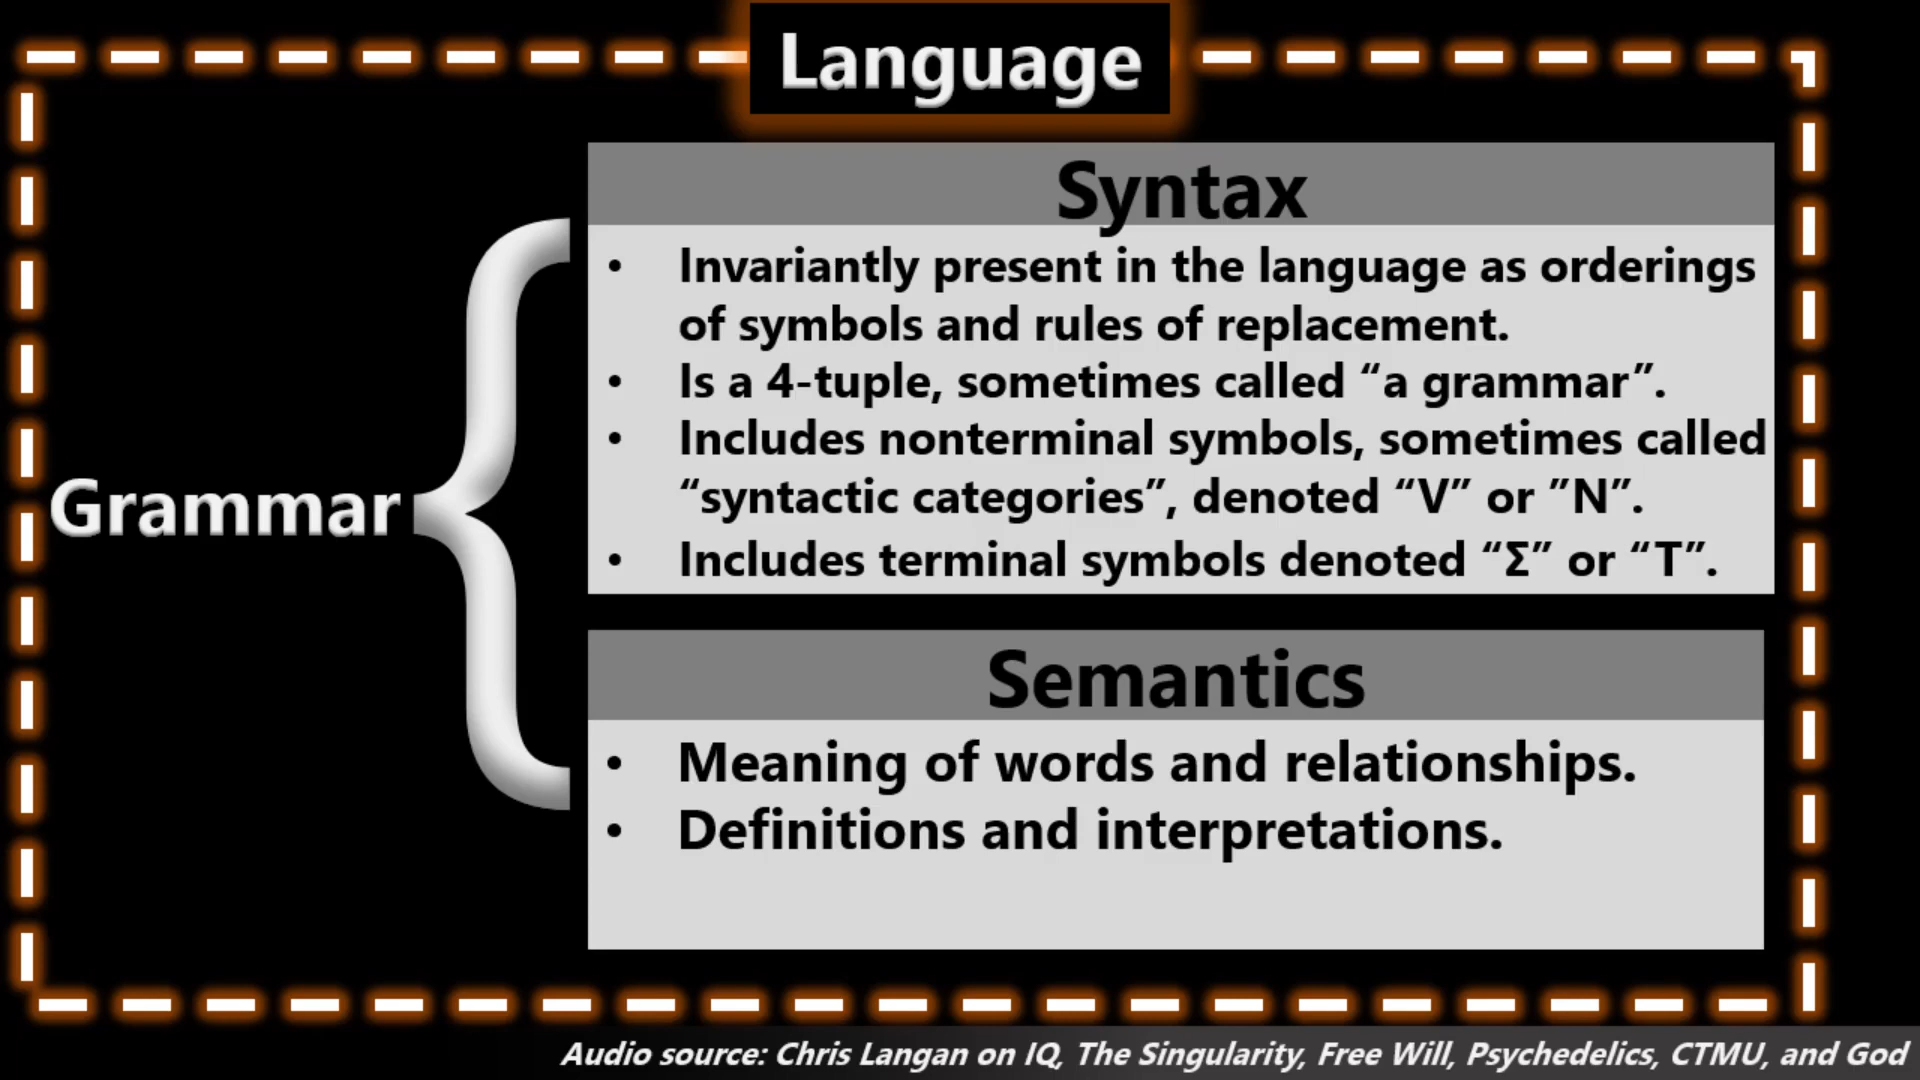 Language
Syntax
• Invariantly present in the language as orderings
of symbols and rules of replacement.
• Is a 4-tuple, sometimes called “a grammar”.
• Includes nonterminal symbols, sometimes called
“syntactic categories”, denoted “V” or ”N”.
• Includes terminal symbols denoted “Σ” or “T”.
Grammar
Semantics
• Meaning of words and relationships.
• Definitions and interpretations.
Audio source: Chris Langan on IQ, The Singularity, Free Will, Psychedelics, CTMU, and God